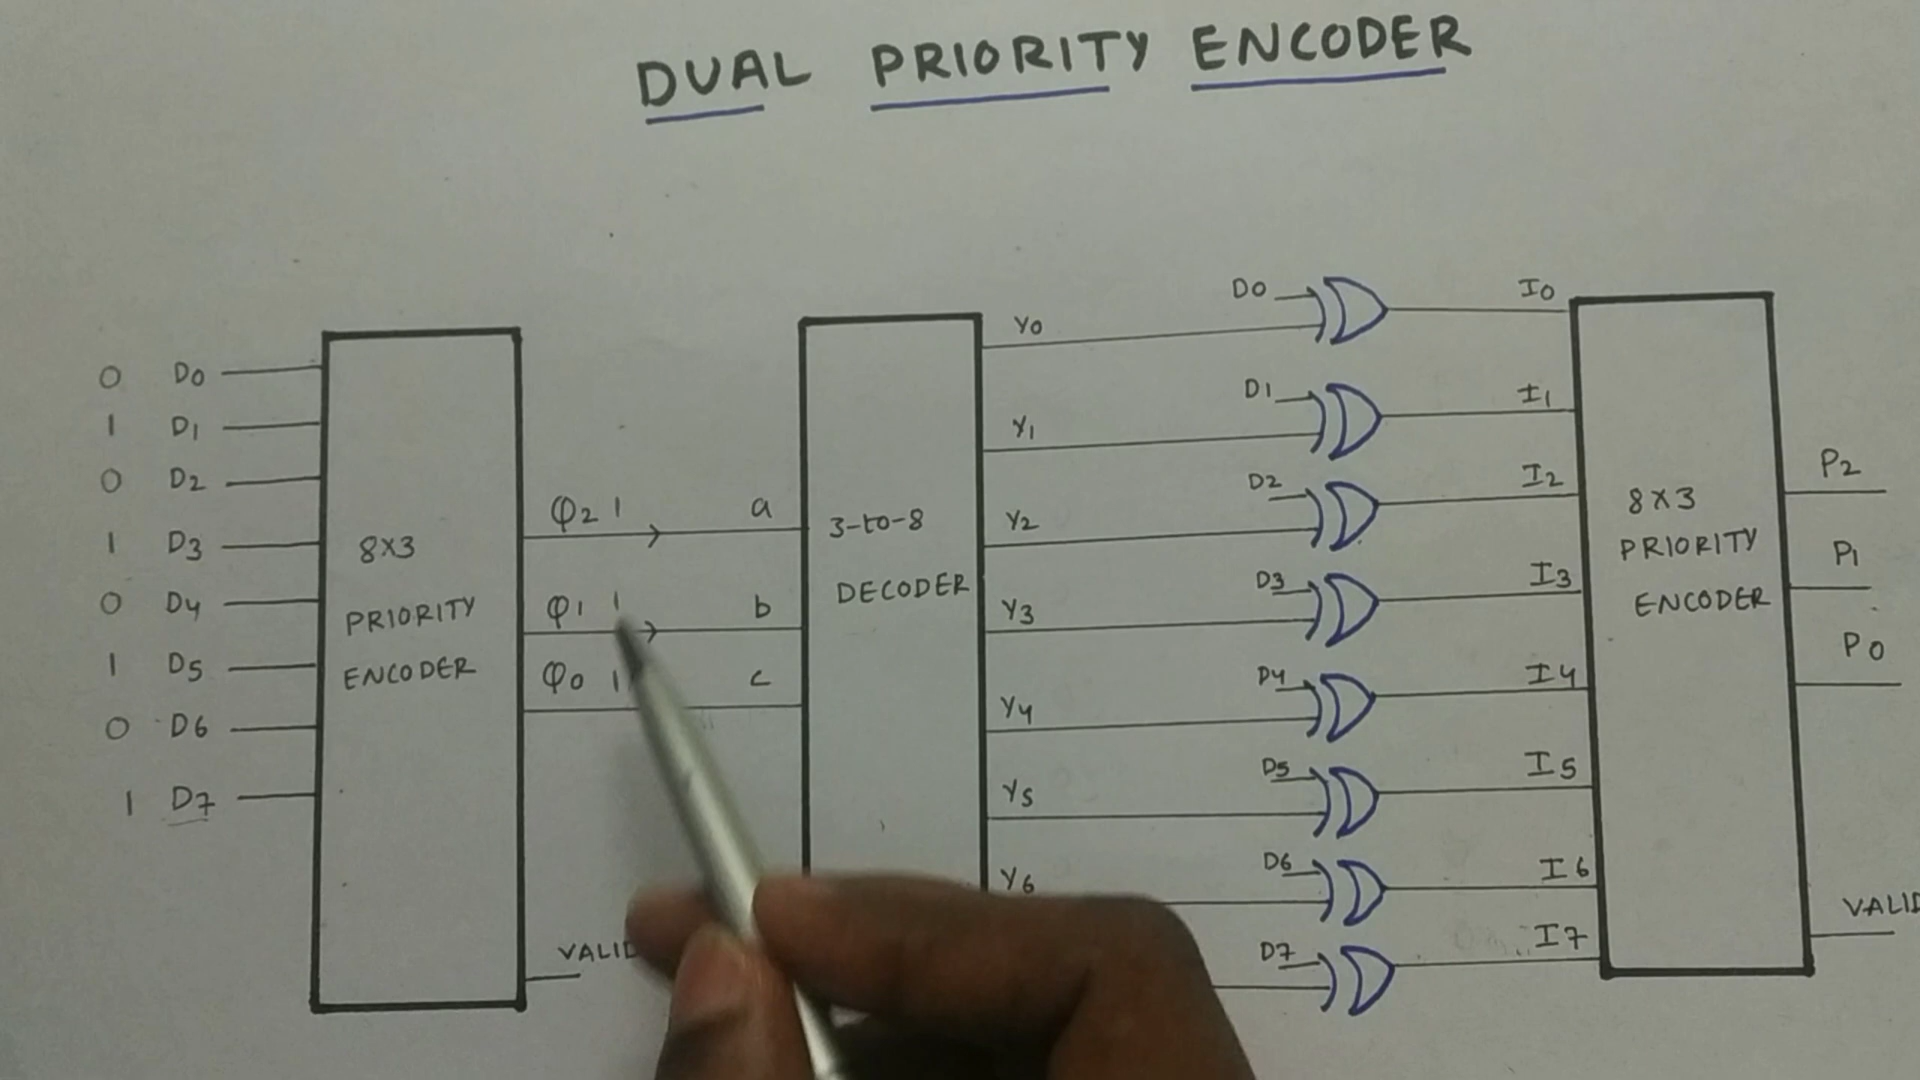 DUAL PRIORITY ENCODER
0 D0
1 D1
0 D2
1 D3
0 D4
1 D5
0 D6
1 D7
8X3
PRIORITY
ENCODER
φ2 1
φ1 1
φ0 1
VALID
a
b
c
3-to-8
DECODER
Y0
Y1
Y2
Y3
Y4
Y5
Y6
D0
D1
D2
D3
D4
D5
D6
D7
I0
I1
I2
I3
I4
I5
I6
I7
8X3
PRIORITY
ENCODER
P2
P1
P0
VALID